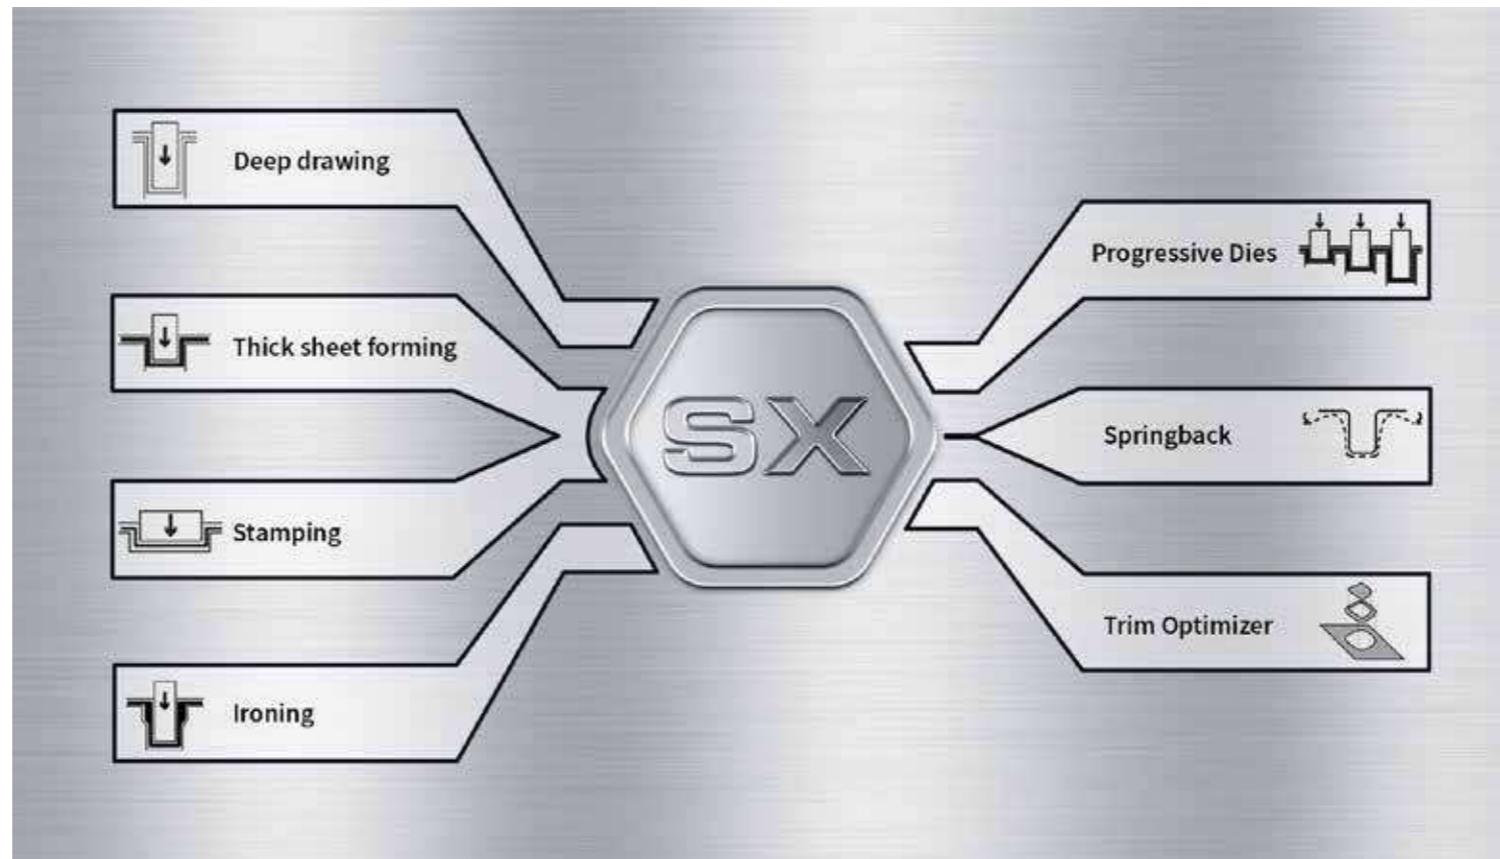 Deep drawing
Thick sheet forming
Stamping
Ironing
SX
Progressive Dies
Springback
Trim Optimizer